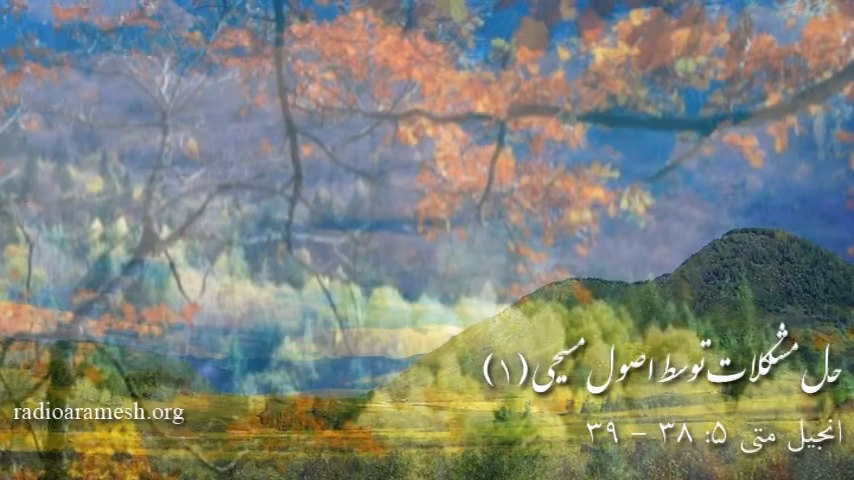 حل مشکلات توسط اصول مسیحی (۱)
radioaramesh.org
انجیل متی ۵: ۳۸ - ۳۹